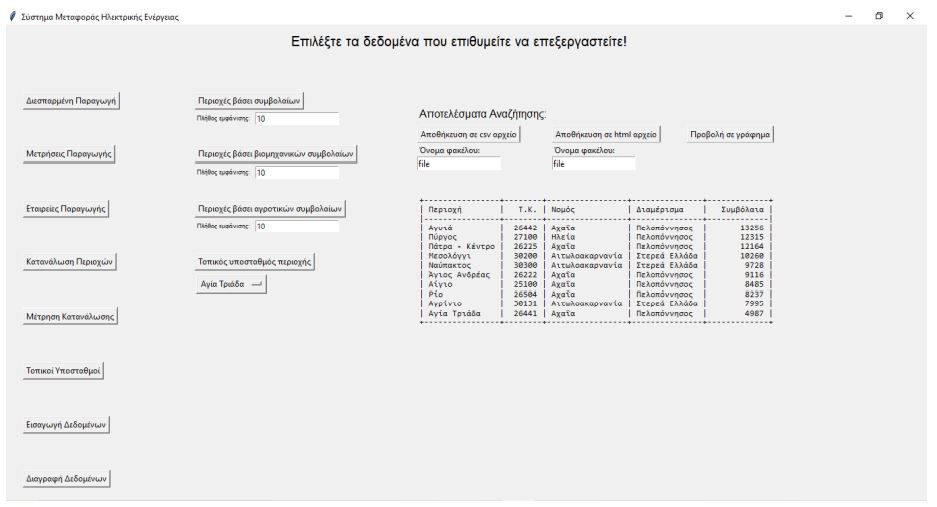 Σύστημα Μεταφοράς Ηλεκτρικής Ενέργειας
Επιλέξτε τα δεδομένα που επιθυμείτε να επεξεργαστείτε!
Διεσπαρμένη Παραγωγή
Μετρήσεις Παραγωγής
Εταιρείες Παραγωγής
Κατανάλωση Περιοχών
Μέτρηση Κατανάλωσης
Τοπικοί Υποσταθμοί
Εισαγωγή Δεδομένων
Διαγραφή Δεδομένων
Περιοχές βάσει συμβολαίων
Πλήθος εμφάνισης: 10
Περιοχές βάσει βιομηχανικών συμβολαίων
Πλήθος εμφάνισης: 10
Περιοχές βάσει αγροτικών συμβολαίων
Πλήθος εμφάνισης: 10
Τοπικός υποσταθμός περιοχής
Αγία Τριάδα
Αποτελέσματα Αναζήτησης:
Αποθήκευση σε csv αρχείο Αποθήκευση σε html αρχείο Προβολή σε γράφημα
Όνομα φακέλου: Όνομα φακέλου:
file file
| Περιοχή | Τ.Κ. | Νομός | Διαμέρισμα | Συμβόλαια |
| Αγυιά | 26442 | Αχαΐα | Πελοπόννησος | 13256 |
| Πύργος | 27100 | Ηλεία | Πελοπόννησος | 12315 |
| Πάτρα - Κέντρο | 26225 | Αχαΐα | Πελοπόννησος | 12164 |
| Μεσολόγγι | 30200 | Αιτωλοακαρνανία | Στερεά Ελλάδα | 10260 |
| Ναύπακτος | 30300 | Αιτωλοακαρνανία | Στερεά Ελλάδα | 9728 |
| Άγιος Ανδρέας | 26222 | Αχαΐα | Πελοπόννησος | 9116 |
| Αίγιο | 25100 | Αχαΐα | Πελοπόννησος | 8485 |
| Ρίο | 26504 | Αχαΐα | Πελοπόννησος | 8237 |
| Αγρίνιο | 30131 | Αιτωλοακαρνανία | Στερεά Ελλάδα | 7995 |
| Αγία Τριάδα | 26441 | Αχαΐα | Πελοπόννησος | 4987 |